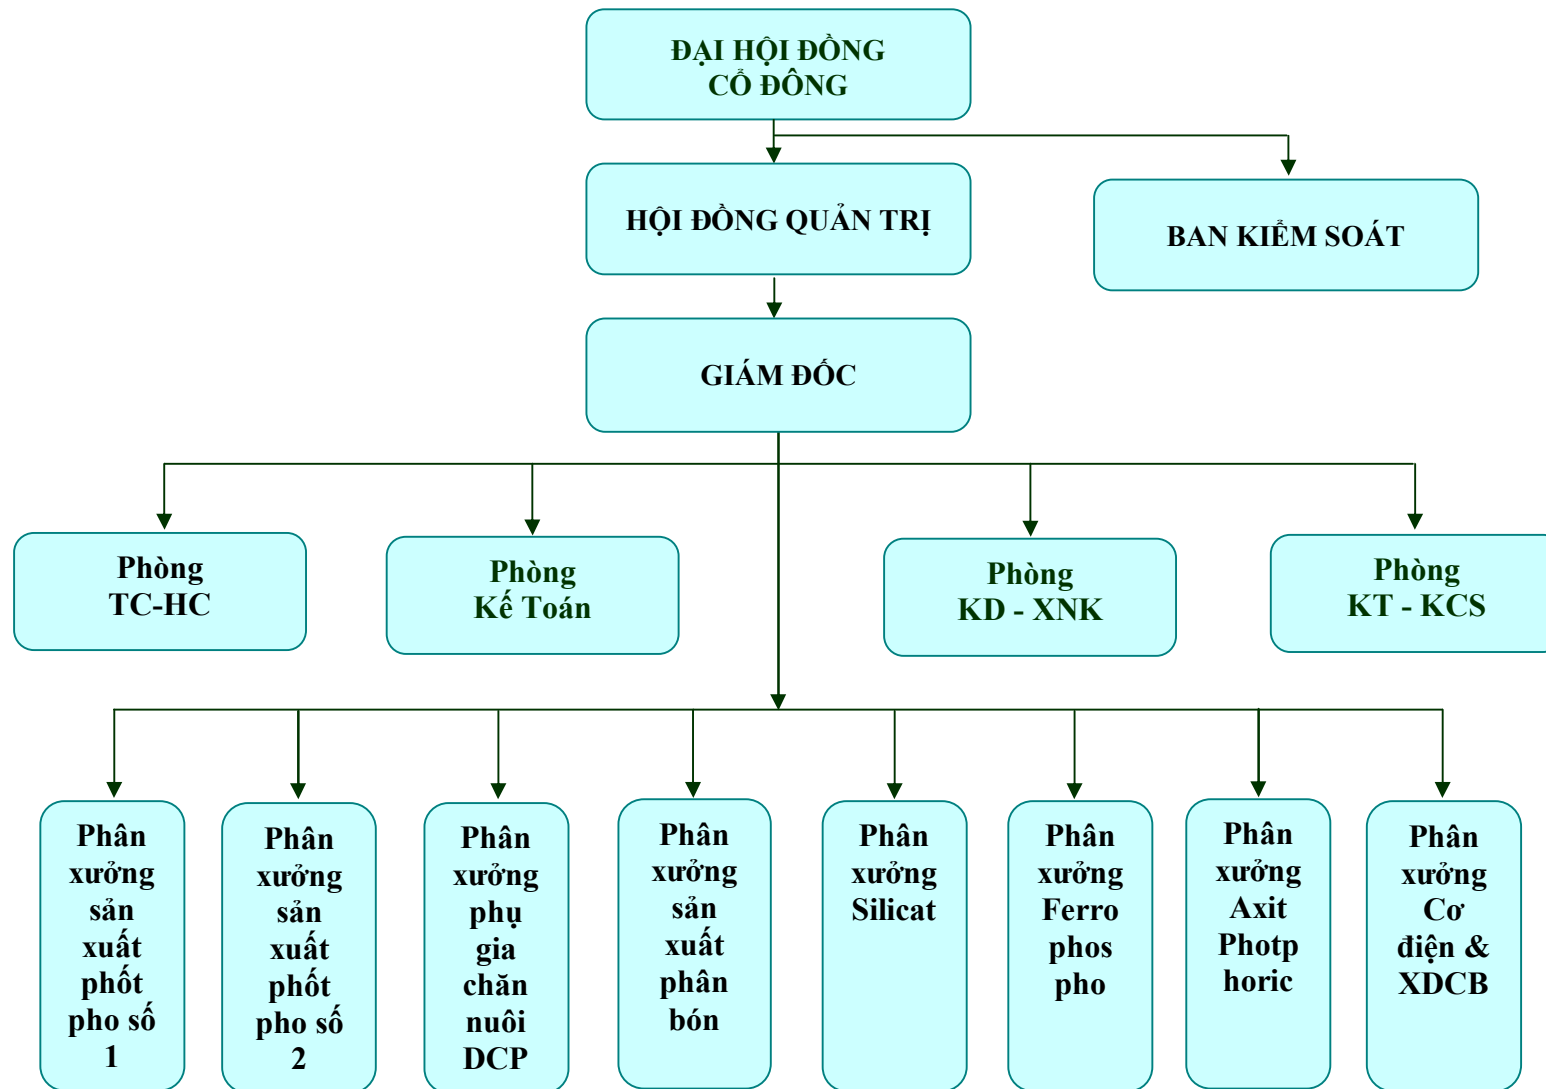 ĐẠI HỘI ĐỒNG
CỔ ĐÔNG
HỘI ĐỒNG QUẢN TRỊ
BAN KIỂM SOÁT
GIÁM ĐỐC
Phòng
TC-HC
Phòng
Kế Toán
Phòng
KD - XNK
Phòng
KT - KCS
Phân
xưởng
sản
xuất
phốt
pho số
1
Phân
xưởng
sản
xuất
phốt
pho số
2
Phân
xưởng
phụ
gia
chăn
nuôi
DCP
Phân
xưởng
sản
xuất
phân
bón
Phân
xưởng
Silicat
Phân
xưởng
Ferro
phos
pho
Phân
xưởng
Axit
Photp
horic
Phân
xưởng
Cơ
điện &
XDCB